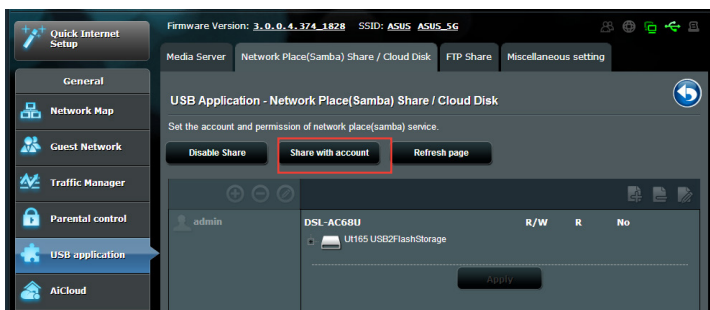 Quick Internet
Setup
General
Network Map
Guest Network
Traffic Manager
Parental control
USB application
AiCloud
Firmware Version: 3.0.0.4.374_1828 SSID: ASUS ASUS_5G
Media Server Network Place(Samba) Share / Cloud Disk FTP Share Miscellaneous setting
USB Application - Network Place(Samba) Share / Cloud Disk
Set the account and permission of network place(samba) service.
Disable Share Share with account Refresh page
admin
DSL-AC68U R/W R No
Ut165 USB2FlashStorage
Apply